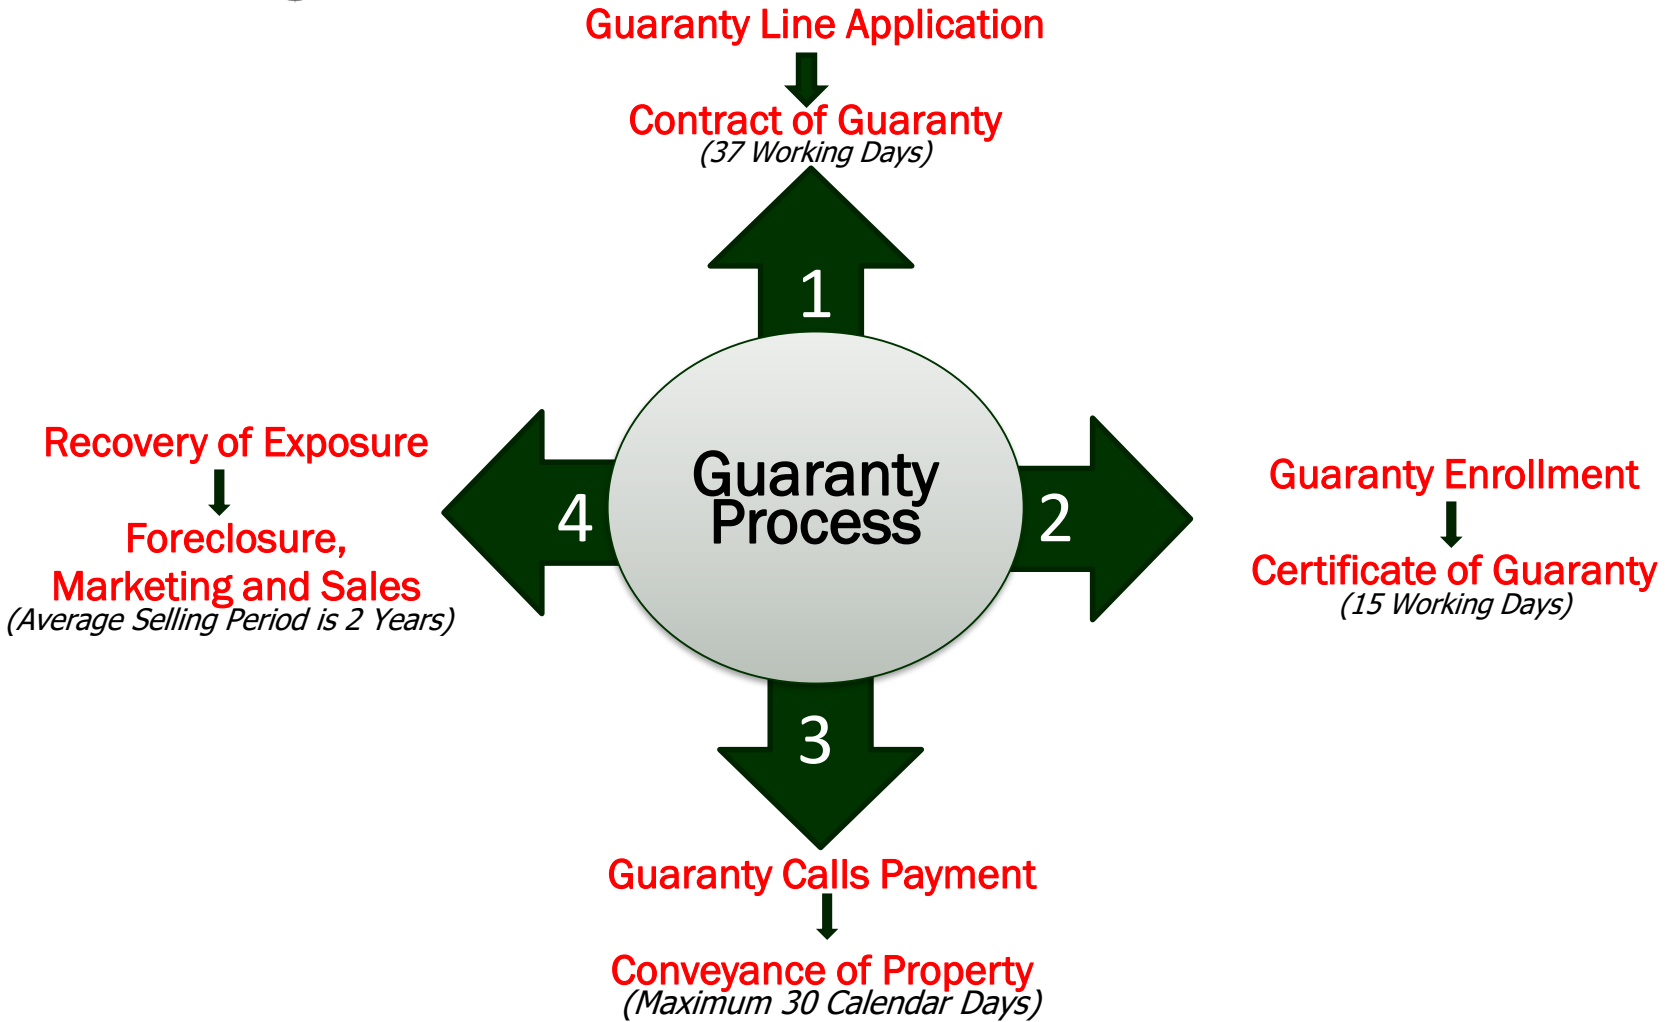 Guaranty Line Application
Contract of Guaranty
(37 Working Days)
1
Guaranty
Process
2
Guaranty Enrollment
Certificate of Guaranty
(15 Working Days)
3
Guaranty Calls Payment
Conveyance of Property
(Maximum 30 Calendar Days)
4
Recovery of Exposure
Foreclosure,
Marketing and Sales
(Average Selling Period is 2 Years)